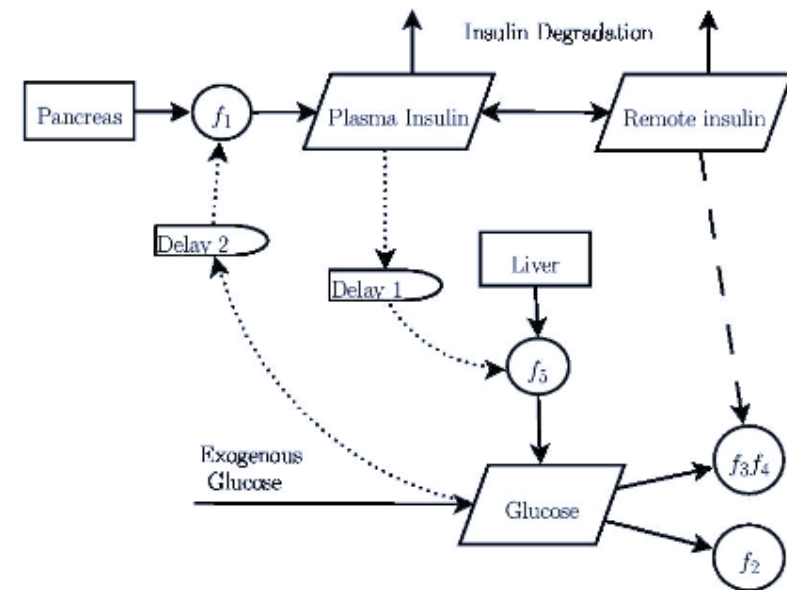 Insulin Degradation
Pancreas
f₁
Plasma Insulin
Remote insulin
Delay 2
Delay 1
Liver
f₅
Exogenous
Glucose
f₃f₄
Glucose
f₂